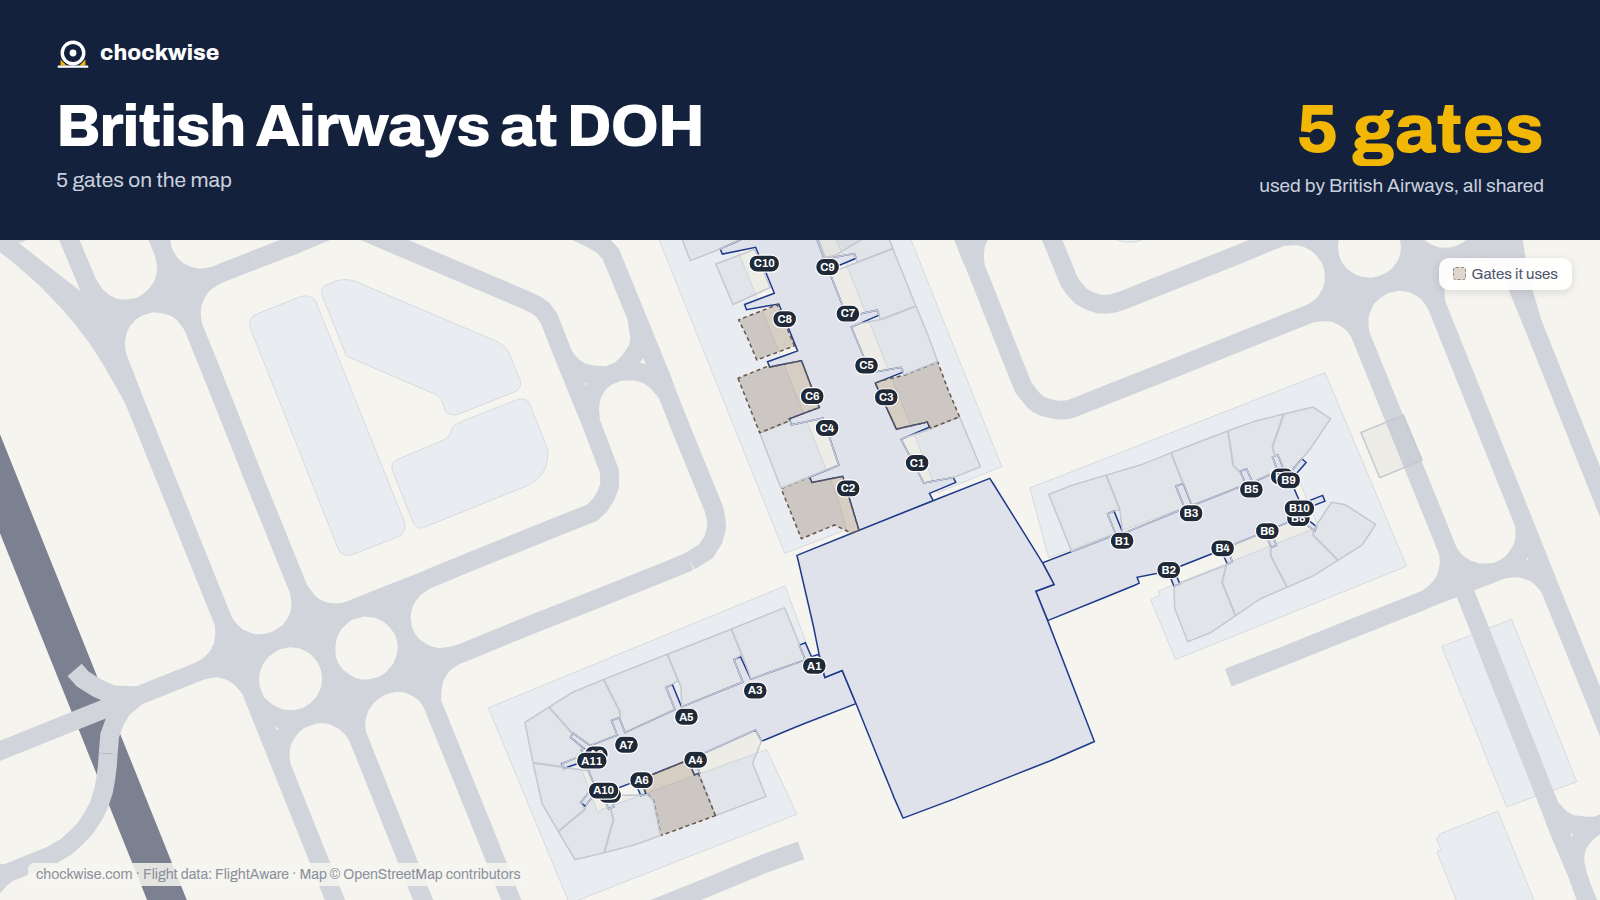 chockwise
British Airways at DOH
5 gates on the map
5 gates
used by British Airways, all shared
Gates it uses
C10
C9
C8
C7
C5
C6
C3
C4
C1
C2
B9
B5
B10
B3
B6
B1
B4
B2
A1
A3
A5
A7
A11
A4
A6
A10
chockwise.com · Flight data: FlightAware · Map © OpenStreetMap contributors